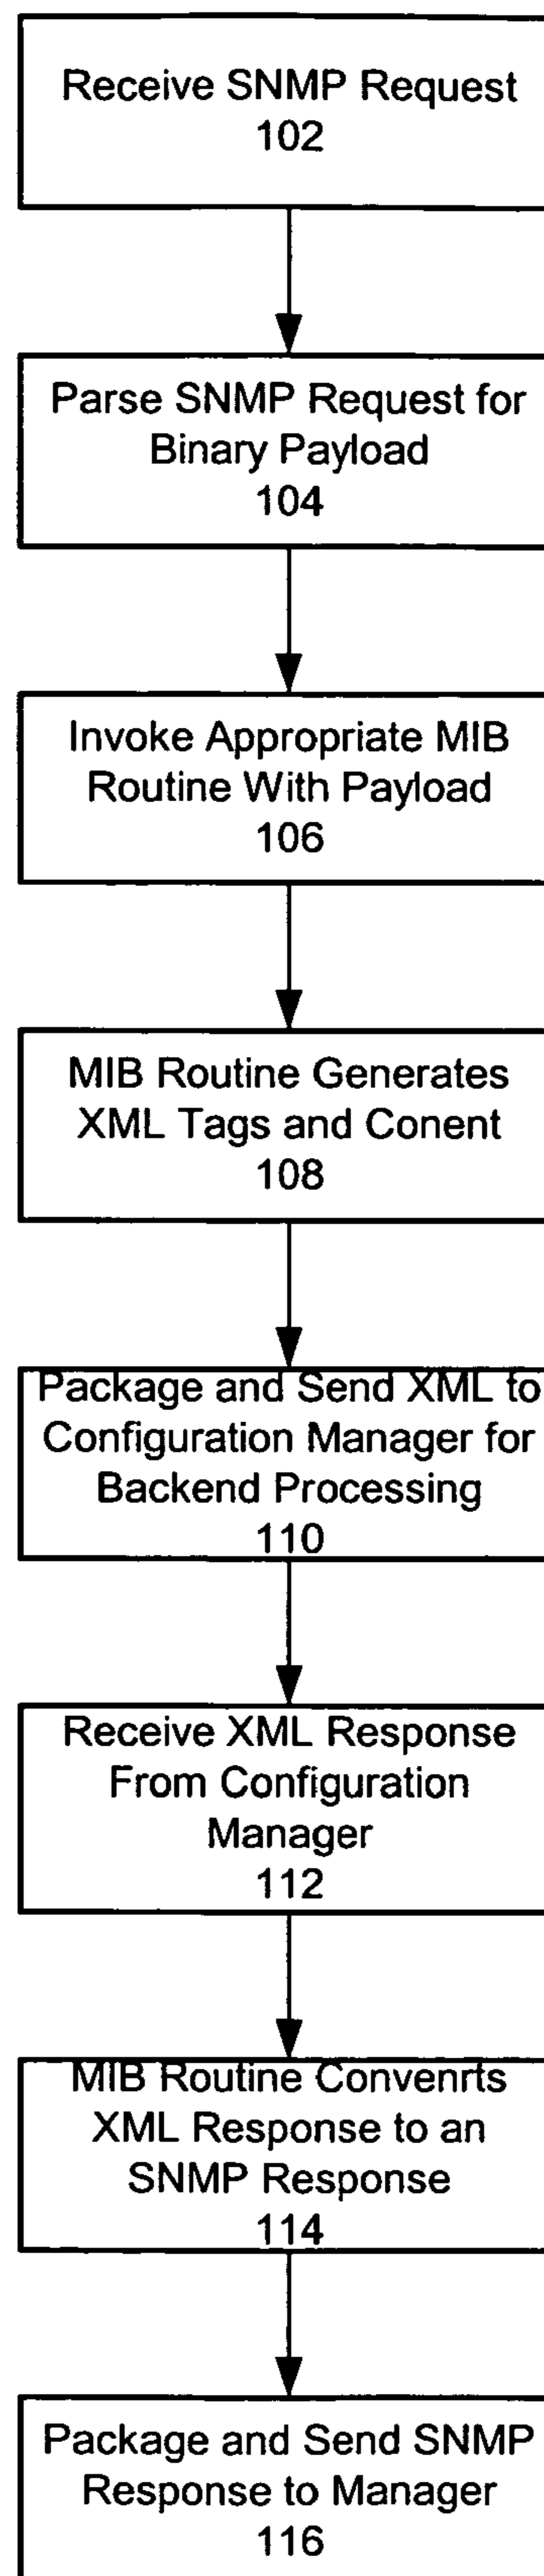 Receive SNMP Request
102
Parse SNMP Request for
Binary Payload
104
Invoke Appropriate MIB
Routine With Payload
106
MIB Routine Generates
XML Tags and Conent
108
Package and Send XML to
Configuration Manager for
Backend Processing
110
Receive XML Response
From Configuration
Manager
112
MIB Routine Convenrts
XML Response to an
SNMP Response
114
Package and Send SNMP
Response to Manager
116